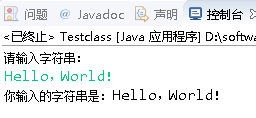 问题 @ Javadoc 声明 控制台
<已终止> Testclass [Java 应用程序] D:\softwa
请输入字符串：
Hello，World！
你输入的字符串是：Hello，World！